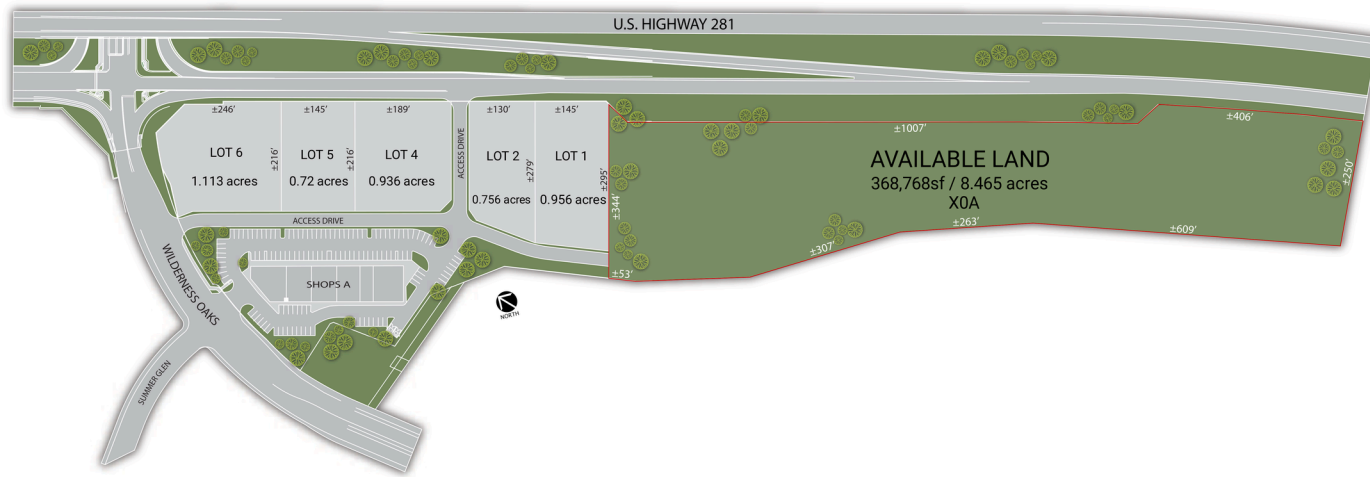 U.S. HIGHWAY 281
±246'
±145'
±189'
±130'
±145'
±1007'
±406'
LOT 6
1.113 acres
±216'
LOT 5
0.72 acres
±216'
LOT 4
0.936 acres
ACCESS DRIVE
LOT 2
0.756 acres
±279'
LOT 1
0.956 acres
±295'
±344'
AVAILABLE LAND
368,768sf / 8.465 acres
X0A
±250'
±53'
±307'
±263'
±609'
ACCESS DRIVE
SHOPS A
WILDERNESS OAKS
SUMMER GLEN
NORTH